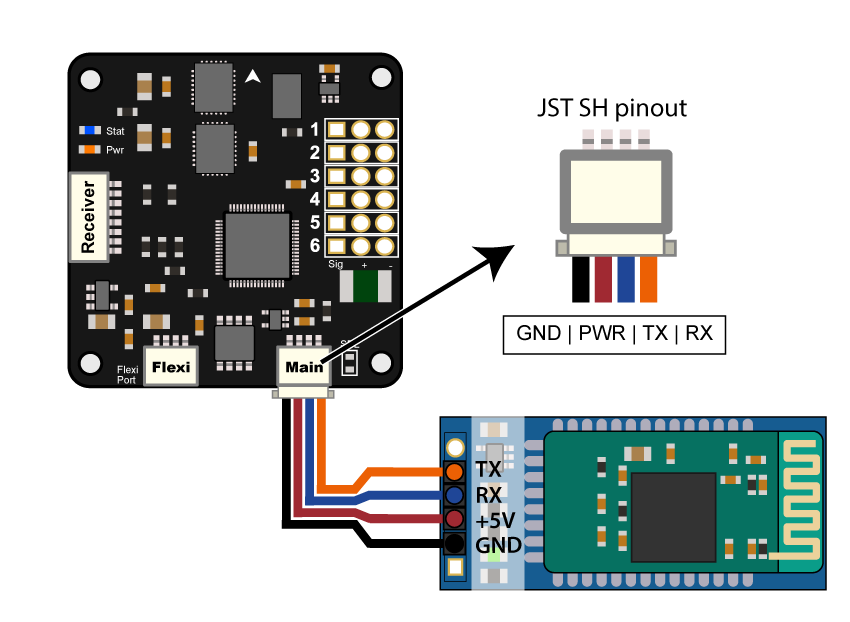 JST SH pinout
Stat
Pwr
Receiver
1
2
3
4
5
6
Sig + -
GND | PWR | TX | RX
Flexi
Port
Flexi
Main
TX
RX
+5V
GND